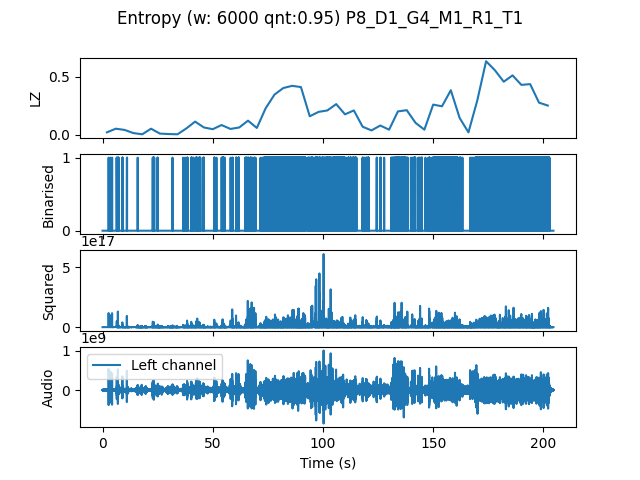 Entropy (w: 6000 qnt:0.95) P8_D1_G4_M1_R1_T1
LZ
0.5
0.0
Binarised
1
0
1e17
Squared
5
0
1e9
Audio
1
0
Left channel
0 50 100 150 200
Time (s)